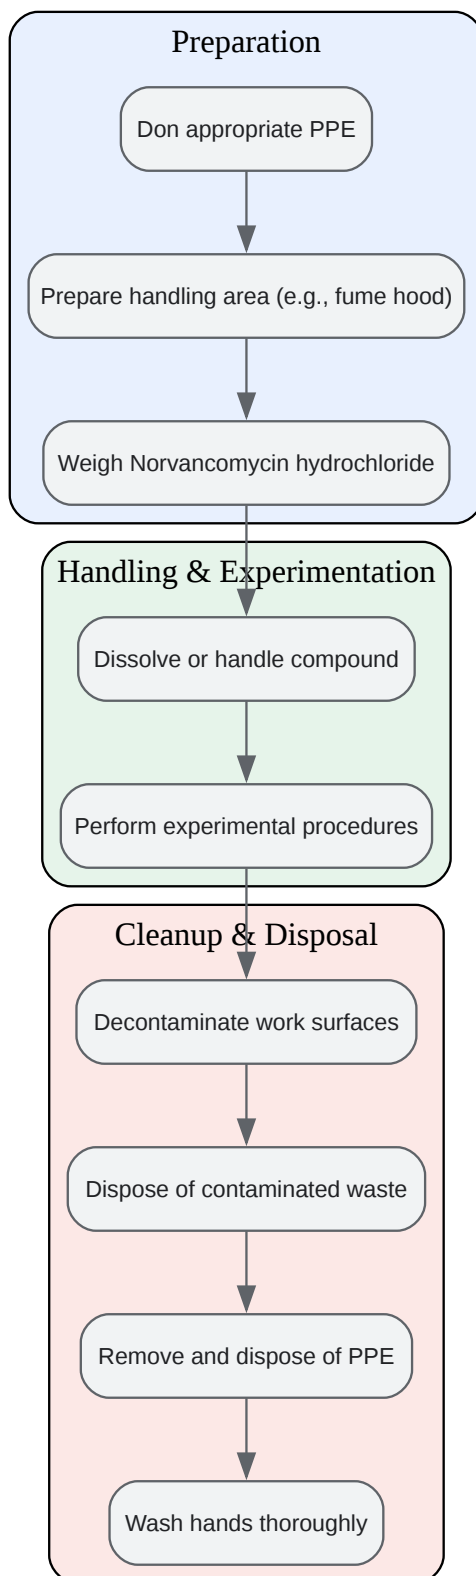 Preparation
Don appropriate PPE
Prepare handling area (e.g., fume hood)
Weigh Norvancomycin hydrochloride
Handling & Experimentation
Dissolve or handle compound
Perform experimental procedures
Cleanup & Disposal
Decontaminate work surfaces
Dispose of contaminated waste
Remove and dispose of PPE
Wash hands thoroughly